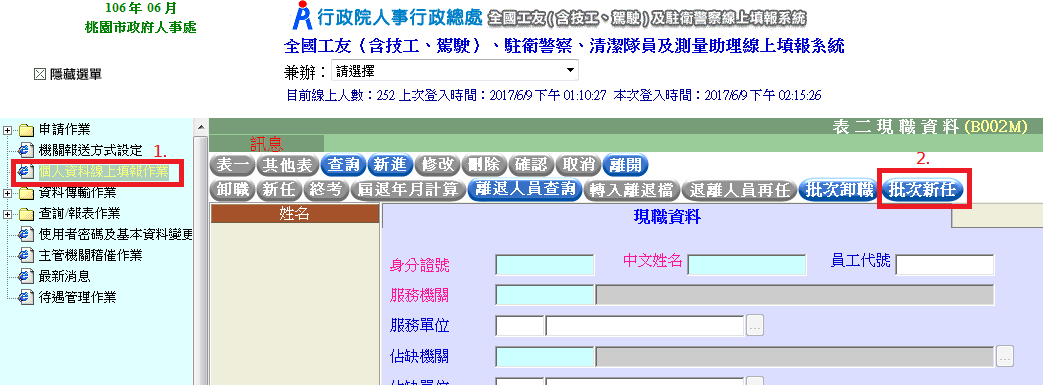 106 年 06 月
桃園市政府人事處
行政院人事行政總處 全國工友(含技工、駕駛)及駐衛警察線上填報系統
全國工友（含技工、駕駛）、駐衛警察、清潔隊員及測量助理線上填報系統
隱藏選單
兼辦：請選擇
目前線上人數：252 上次登入時間：2017/6/9 下午 01:10:27 本次登入時間：2017/6/9 下午 02:15:26
申請作業
機關報送方式設定
1.
個人資料線上填報作業
資料傳輸作業
查詢/報表作業
使用者密碼及基本資料變更
主管機關稽催作業
最新消息
待遇管理作業
表二現職資料(B002M)
訊息
2.
表一 其他表 查詢 新進 修改 刪除 確認 取消 離開
卸職 新任 終考 屆退年月計算 離退人員查詢 轉入離退檔 退離人員再任 批次卸職 批次新任
姓名
現職資料
身分證號 中文姓名 員工代號
服務機關
服務單位 ...
佔缺機關 ...
佔缺單位